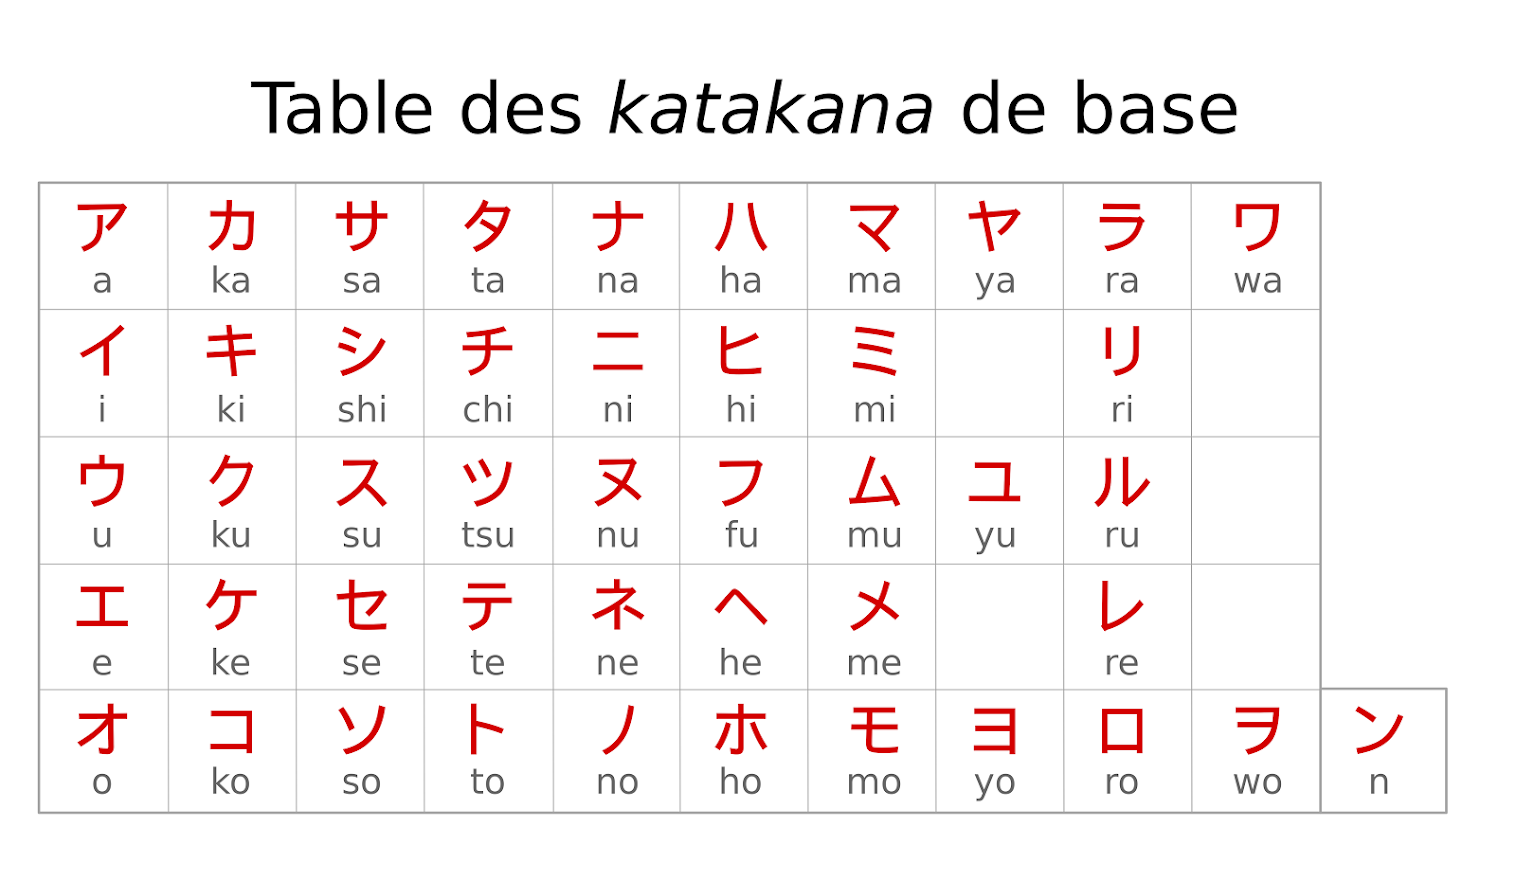 Table des katakana de base
ア カ サ タ ナ ハ マ ヤ ラ ワ
a ka sa ta na ha ma ya ra wa
イ キ シ チ ニ ヒ ミ リ
i ki shi chi ni hi mi ri
ウ ク ス ツ ヌ フ ム ユ ル
u ku su tsu nu fu mu yu ru
エ ケ セ テ ネ ヘ メ レ
e ke se te ne he me re
オ コ ソ ト ノ ホ モ ヨ ロ ヲ ン
o ko so to no ho mo yo ro wo n